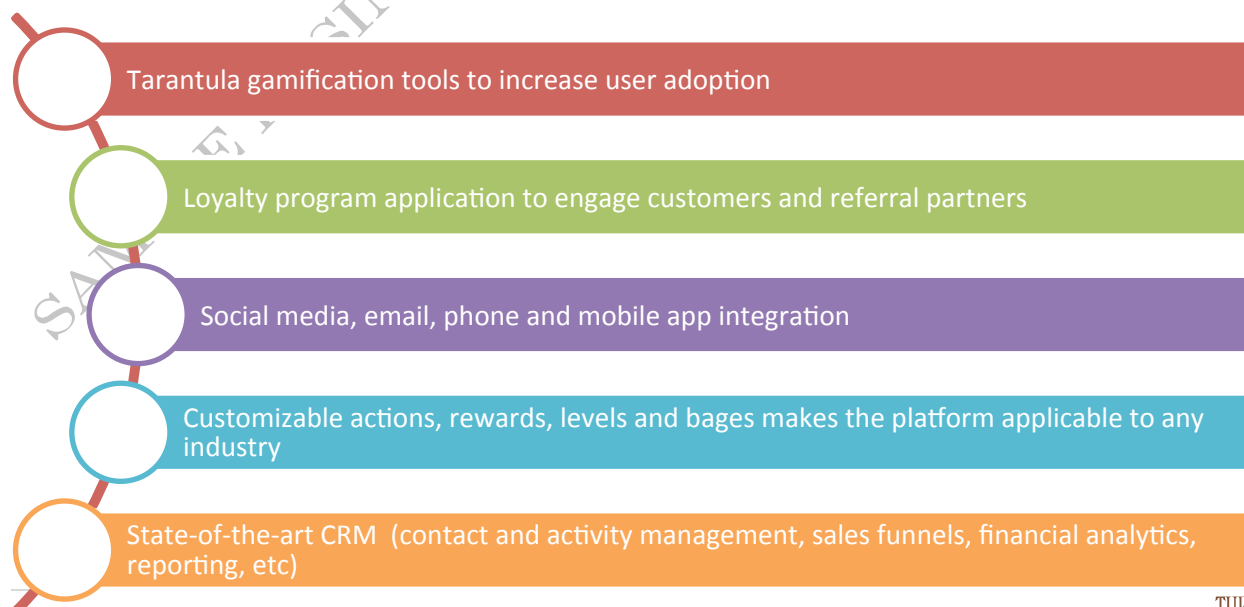 Tarantula gamification tools to increase user adoption
Loyalty program application to engage customers and referral partners
Social media, email, phone and mobile app integration
Customizable actions, rewards, levels and bages makes the platform applicable to any
industry
State-of-the-art CRM  (contact and activity management, sales funnels, financial analytics,
reporting, etc)